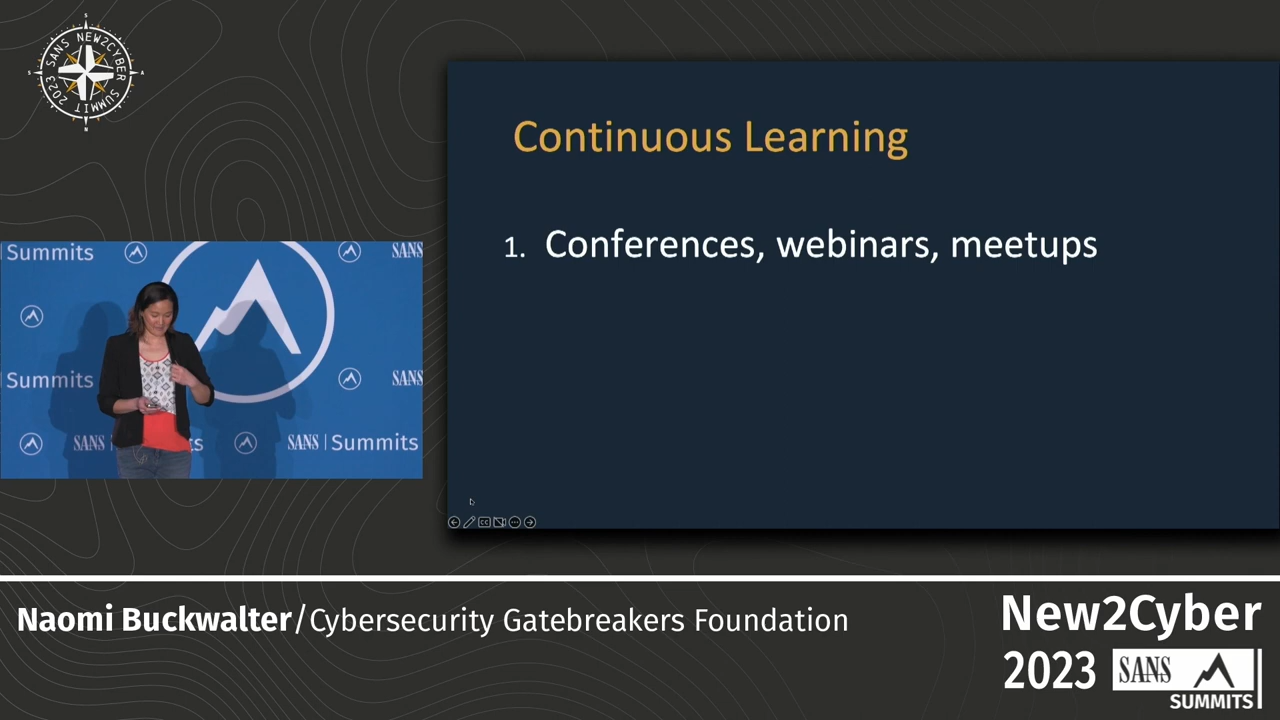 SANS NEW2CYBER SUMMIT 2023
N
S
S
A
Continuous Learning
1. Conferences, webinars, meetups
Summits
SANS
Summits
SANS
SANS
SANS | Summits
Naomi Buckwalter/Cybersecurity Gatebreakers Foundation
New2Cyber
2023 SANS
SUMMITS